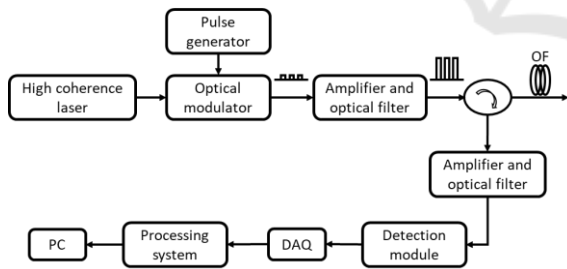 Pulse
generator
High coherence
laser
Optical
modulator
Amplifier and
optical filter
OF
Amplifier and
optical filter
PC
Processing
system
DAQ
Detection
module